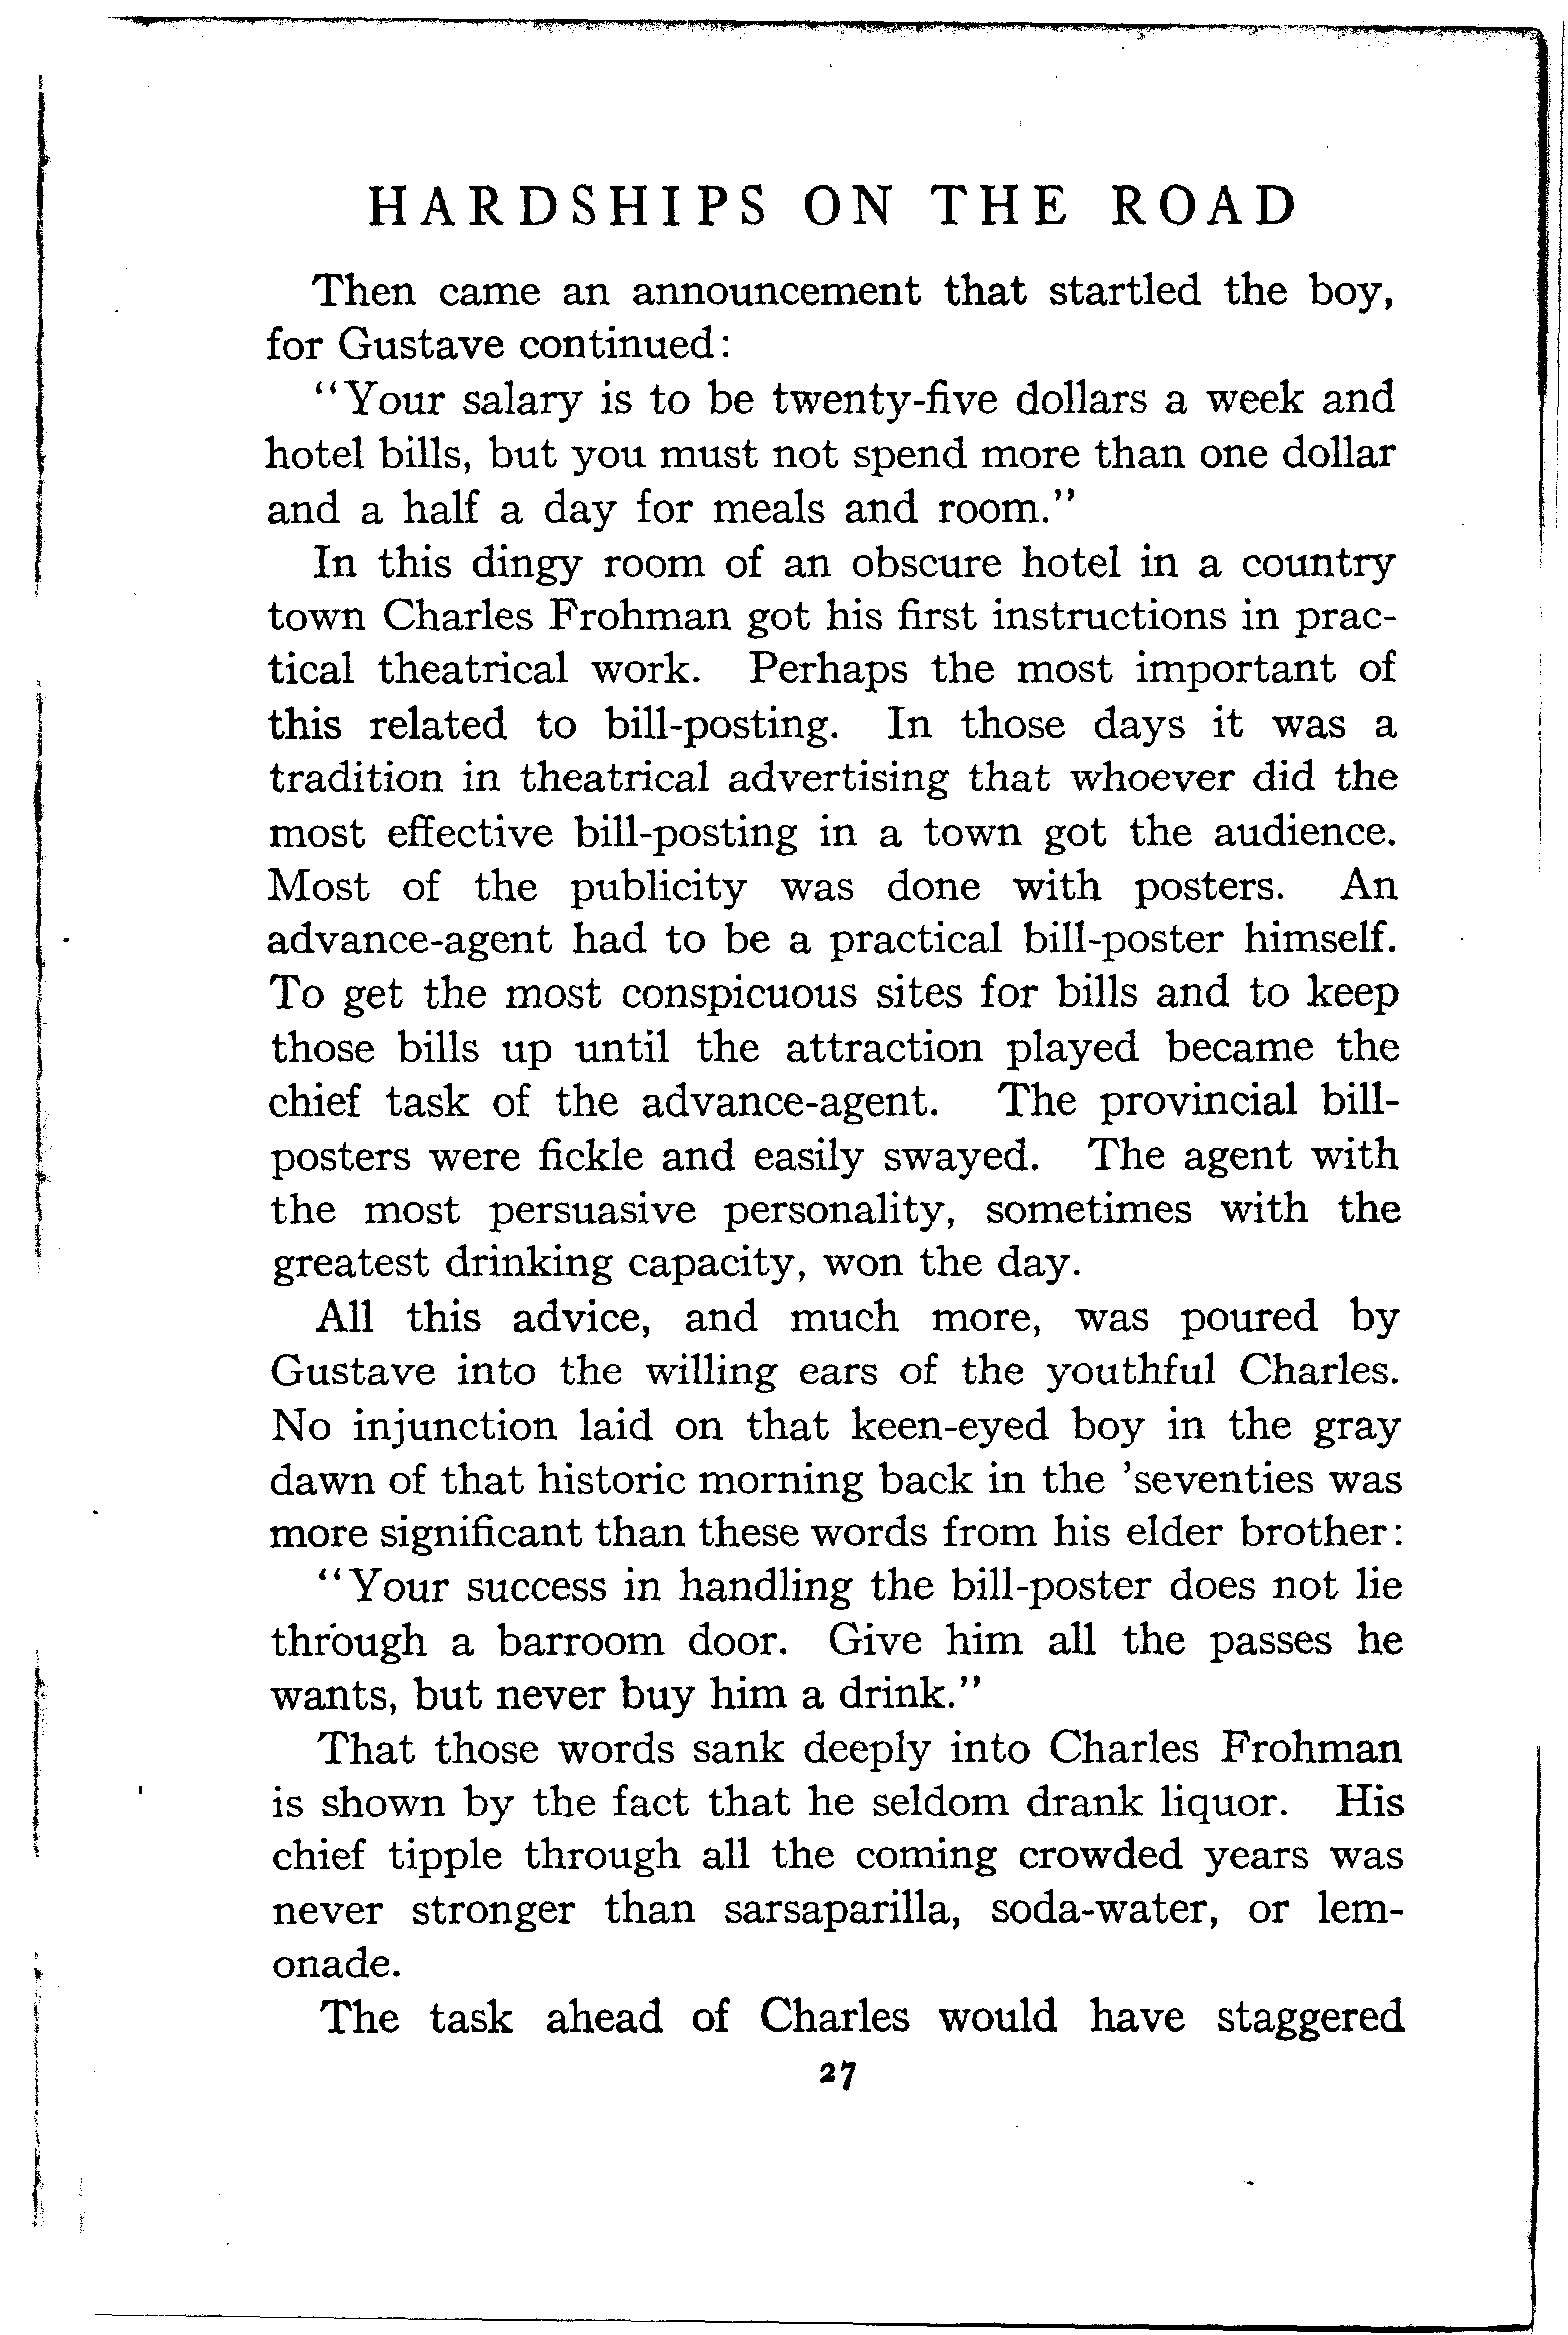 HARDSHIPS ON THE ROAD
Then came an announcement that startled the boy,
for Gustave continued:
"Your salary is to be twenty-five dollars a week and
hotel bills, but you must not spend more than one dollar
and a half a day for meals and room."
In this dingy room of an obscure hotel in a country
town Charles Frohman got his first instructions in prac-
tical theatrical work. Perhaps the most important of
this related to bill-posting. In those days it was a
tradition in theatrical advertising that whoever did the
most effective bill-posting in a town got the audience.
Most of the publicity was done with posters. An
advance-agent had to be a practical bill-poster himself.
To get the most conspicuous sites for bills and to keep
those bills up until the attraction played became the
chief task of the advance-agent. The provincial bill-
posters were fickle and easily swayed. The agent with
the most persuasive personality, sometimes with the
greatest drinking capacity, won the day.
All this advice, and much more, was poured by
Gustave into the willing ears of the youthful Charles.
No injunction laid on that keen-eyed boy in the gray
dawn of that historic morning back in the 'seventies was
more significant than these words from his elder brother:
"Your success in handling the bill-poster does not lie
through a barroom door. Give him all the passes he
wants, but never buy him a drink."
That those words sank deeply into Charles Frohman
is shown by the fact that he seldom drank liquor. His
chief tipple through all the coming crowded years was
never stronger than sarsaparilla, soda-water, or lem-
onade.
The task ahead of Charles would have staggered
27